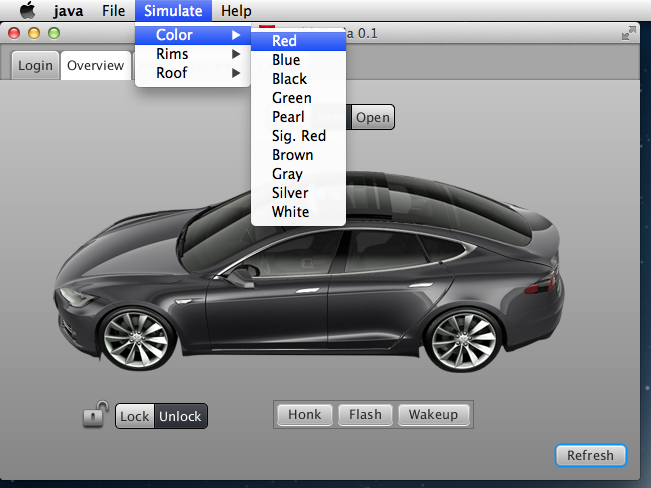 java File Simulate Help
Color
Rims
Roof
Red
Blue
Black
Green
Pearl
Sig. Red
Brown
Gray
Silver
White
0.1
Login Overview
Open
Lock Unlock
Honk Flash Wakeup
Refresh